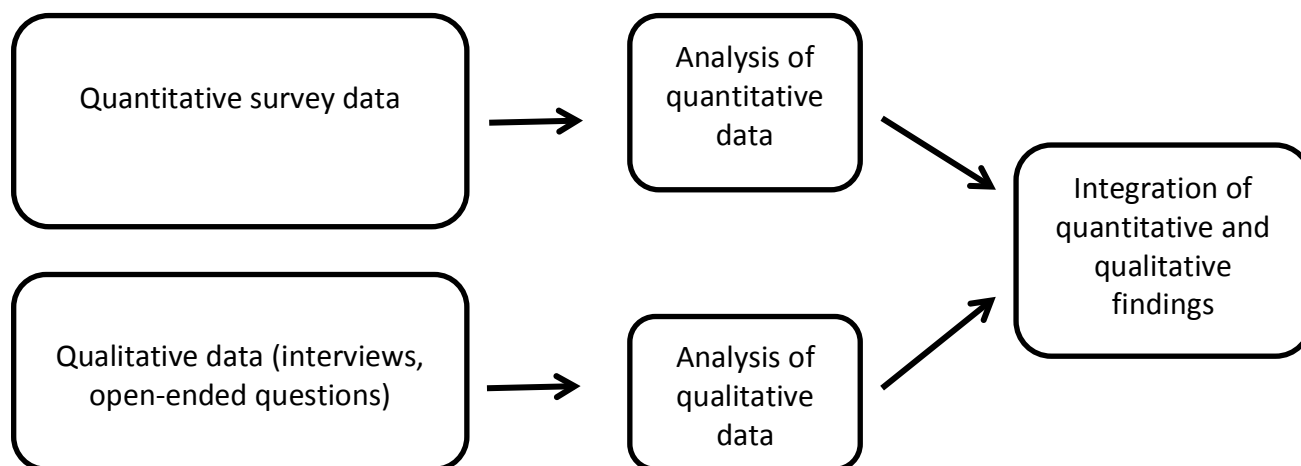 Quantitative survey data
Analysis of
quantitative
data
Integration of
quantitative and
qualitative
findings
Qualitative data (interviews,
open-ended questions)
Analysis of
qualitative
data